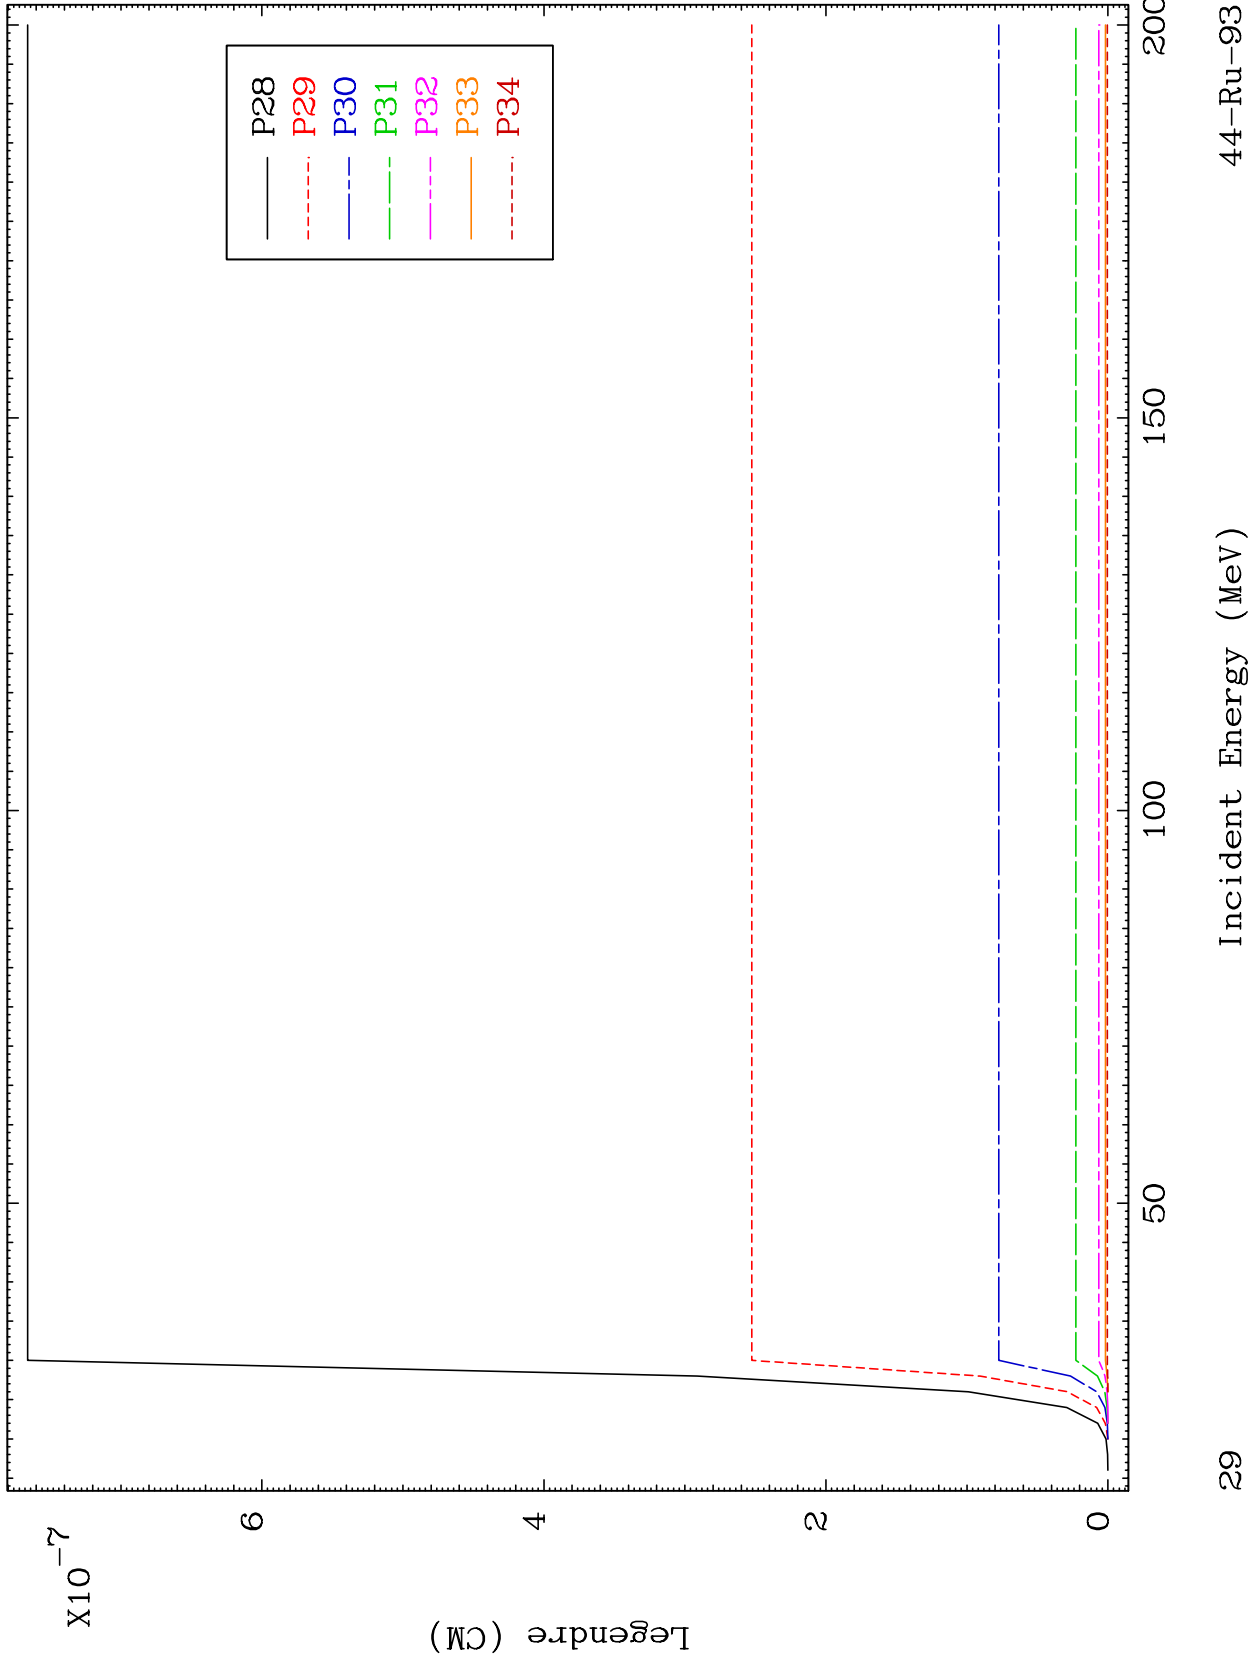 X10-7
6
4
2
0
Legendre (CM)
P28
P29
P30
P31
P32
P33
P34
50
100
150
200
Incident Energy (MeV)
29
44-Ru-93